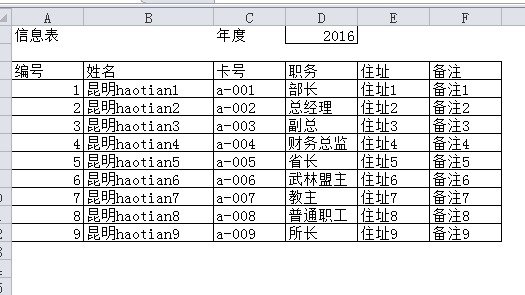 A B C D E F
信息表 年度 2016
编号 姓名 卡号 职务 住址 备注
1 昆明haotian1 a-001 部长 住址1 备注1
2 昆明haotian2 a-002 总经理 住址2 备注2
3 昆明haotian3 a-003 副总 住址3 备注3
4 昆明haotian4 a-004 财务总监 住址4 备注4
5 昆明haotian5 a-005 省长 住址5 备注5
6 昆明haotian6 a-006 武林盟主 住址6 备注6
7 昆明haotian7 a-007 教主 住址7 备注7
8 昆明haotian8 a-008 普通职工 住址8 备注8
9 昆明haotian9 a-009 所长 住址9 备注9